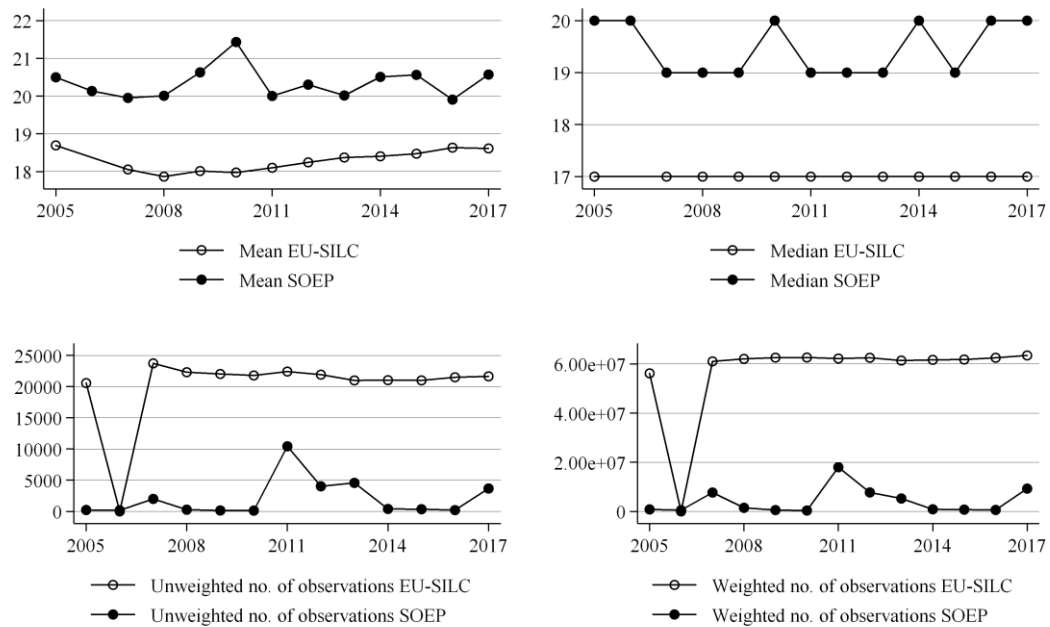 22
21
20
19
18
2005 2008 2011 2014 2017
Mean EU-SILC
Mean SOEP
20
19
18
17
2005 2008 2011 2014 2017
Median EU-SILC
Median SOEP
25000
20000
15000
10000
5000
0
2005 2008 2011 2014 2017
Unweighted no. of observations EU-SILC
Unweighted no. of observations SOEP
6.00e+07
4.00e+07
2.00e+07
0
2005 2008 2011 2014 2017
Weighted no. of observations EU-SILC
Weighted no. of observations SOEP